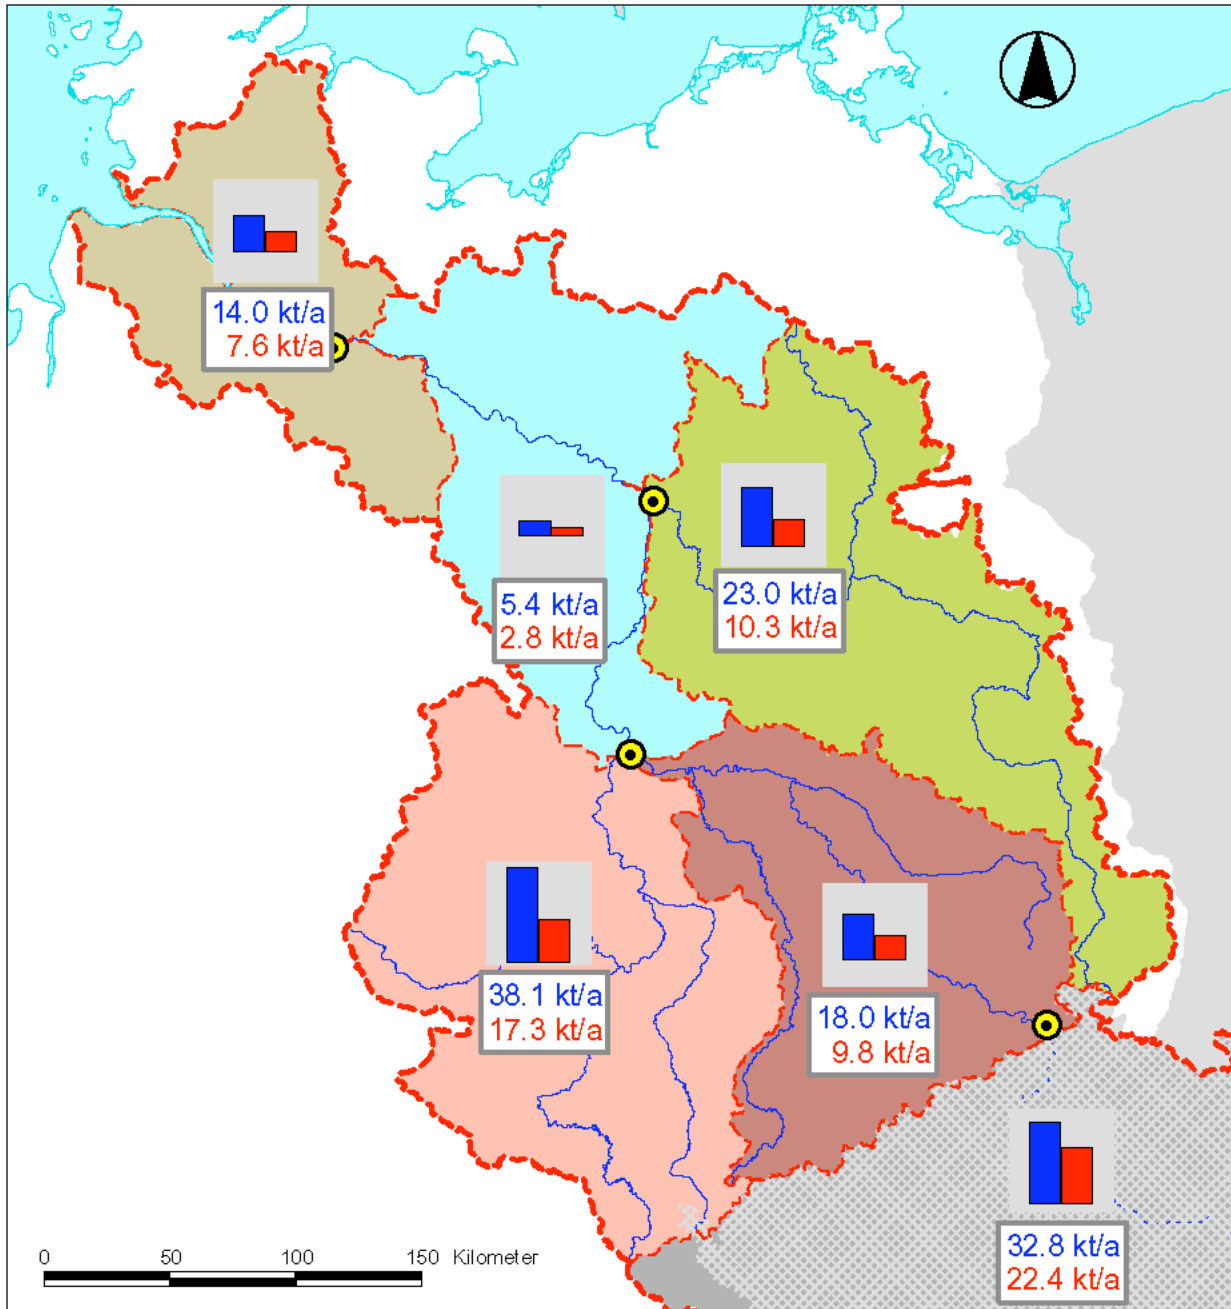 14.0 kt/a
7.6 kt/a
5.4 kt/a
2.8 kt/a
23.0 kt/a
10.3 kt/a
38.1 kt/a
17.3 kt/a
18.0 kt/a
9.8 kt/a
32.8 kt/a
22.4 kt/a
0 50 100 150 Kilometer